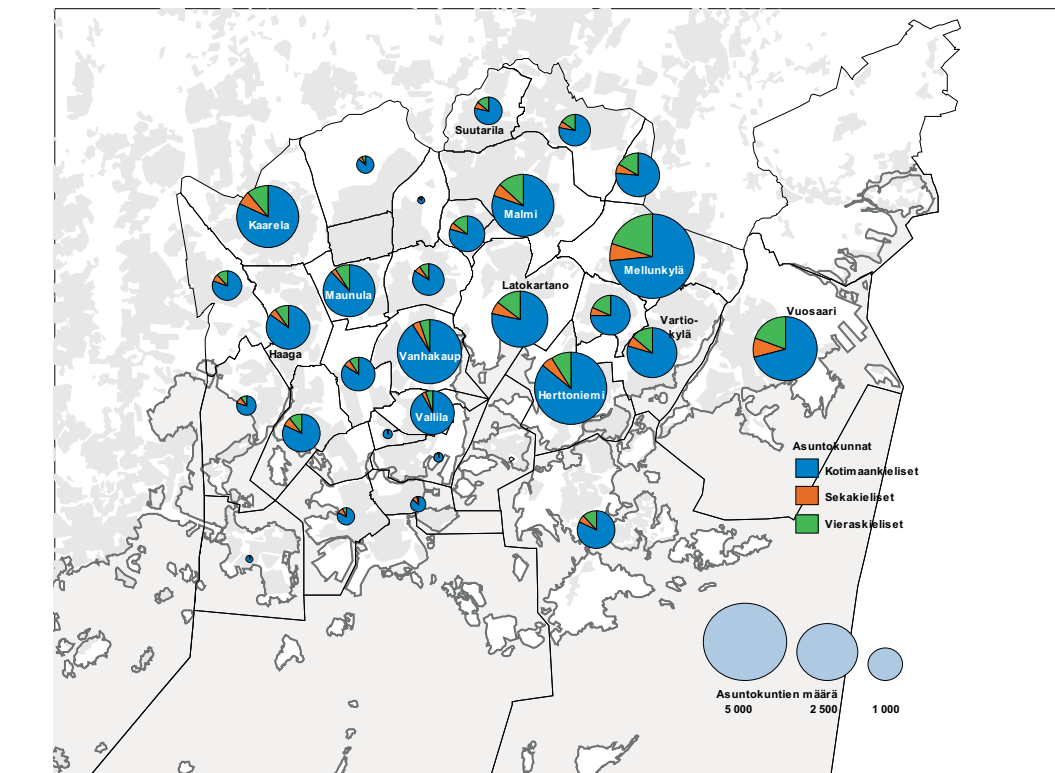 Suutarila
Malmi
Kaarela
Mellunkylä
Latokartano
Maunula
Vuosaari
Vartio-
kylä
Haaga
Vanhakaup
Herttoniemi
Vallila
Asuntokunnat
Kotimaankieliset
Sekakieliset
Vieraskieliset
Asuntokuntien määrä
5 000 2 500 1 000